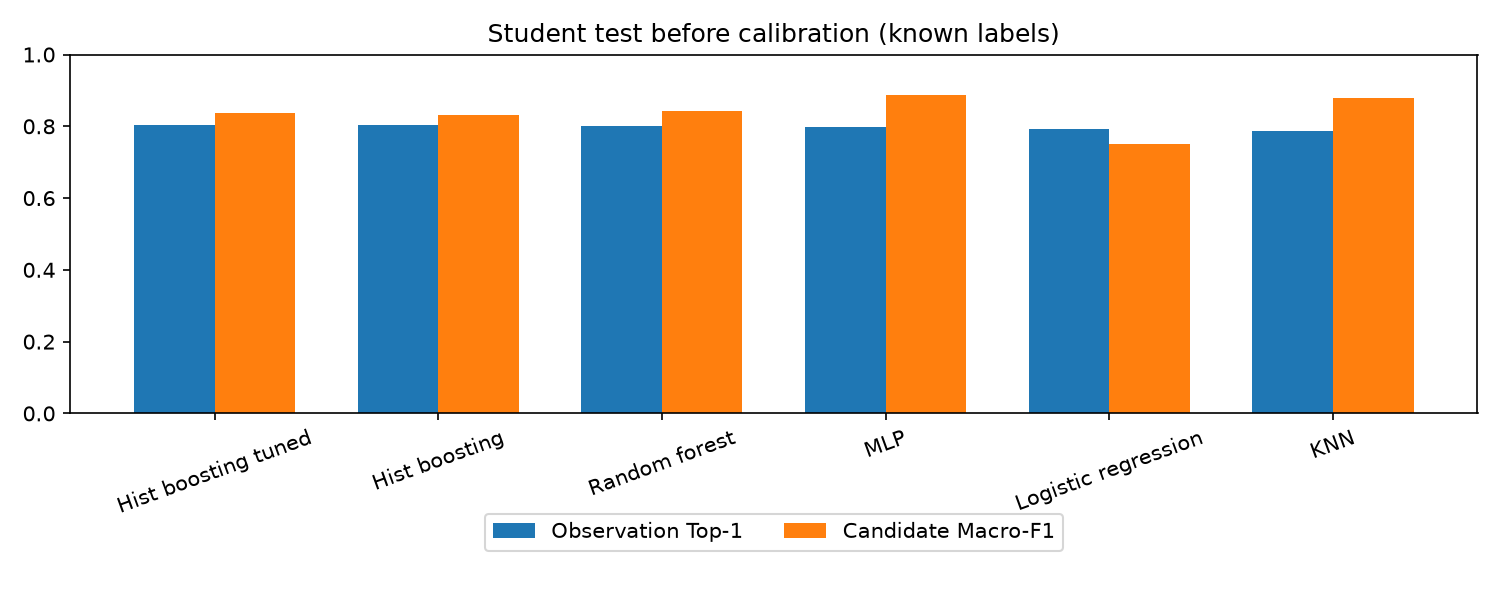 Student test before calibration (known labels)
1.0
0.8
0.6
0.4
0.2
0.0
Hist boosting tuned
Hist boosting
Random forest
MLP
Logistic regression
KNN
Observation Top-1
Candidate Macro-F1